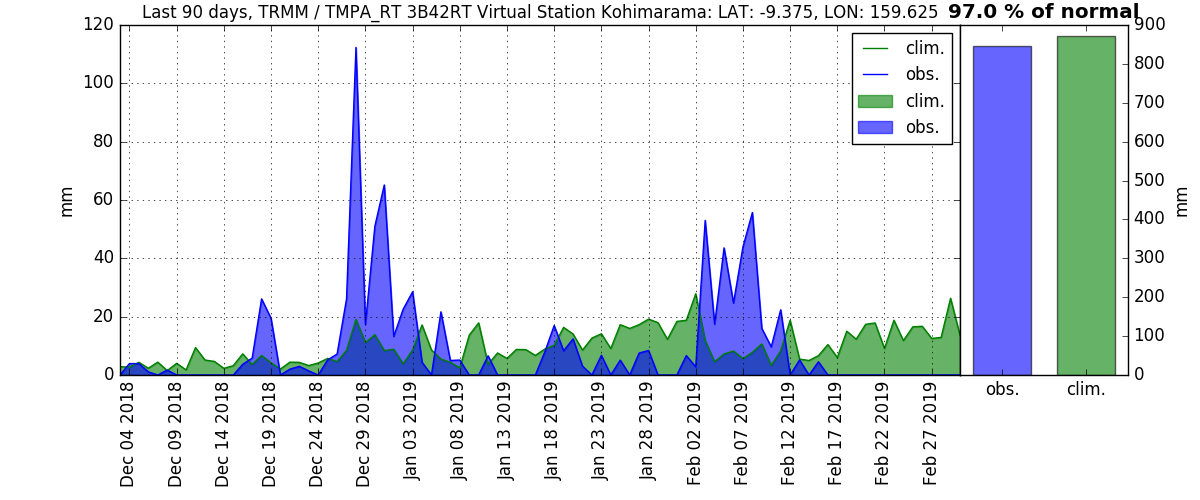 Last 90 days, TRMM / TMPA_RT 3B42RT Virtual Station Kohimarama: LAT: -9.375, LON: 159.625
97.0 % of normal
120
100
80
60
40
20
0
mm
clim.
obs.
clim.
obs.
900
800
700
600
500
400
300
200
100
0
mm
obs.
clim.
Dec 04 2018
Dec 09 2018
Dec 14 2018
Dec 19 2018
Dec 24 2018
Dec 29 2018
Jan 03 2019
Jan 08 2019
Jan 13 2019
Jan 18 2019
Jan 23 2019
Jan 28 2019
Feb 02 2019
Feb 07 2019
Feb 12 2019
Feb 17 2019
Feb 22 2019
Feb 27 2019